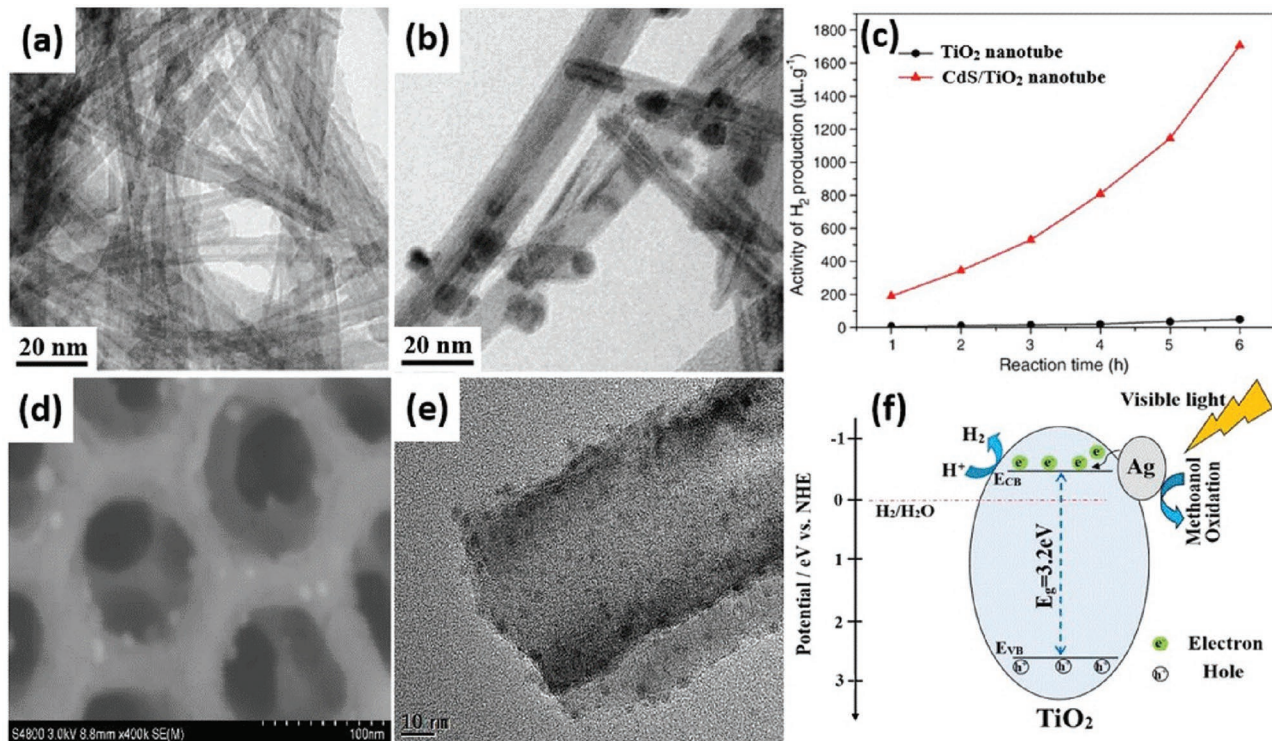 (a)
20 nm
(b)
20 nm
(c)
Activity of H₂ production (µL.g⁻¹)
1800
1600
1400
1200
1000
800
600
400
200
0
TiO₂ nanotube
CdS/TiO₂ nanotube
1 2 3 4 5 6
Reaction time (h)
(d)
S4800 3.0kV 8.8mm x400k SE(M)
100nm
(e)
10 nm
(f)
Visible light
Potential / eV vs. NHE
-1
0
1
2
3
H₂
H⁺
e⁻ e⁻ e⁻ e⁻
E_CB
Ag
H₂/H₂O
Methoanol
Oxidation
E_g=3.2eV
E_VB
h⁺ h⁺ h⁺
e⁻ Electron
h⁺ Hole
TiO₂